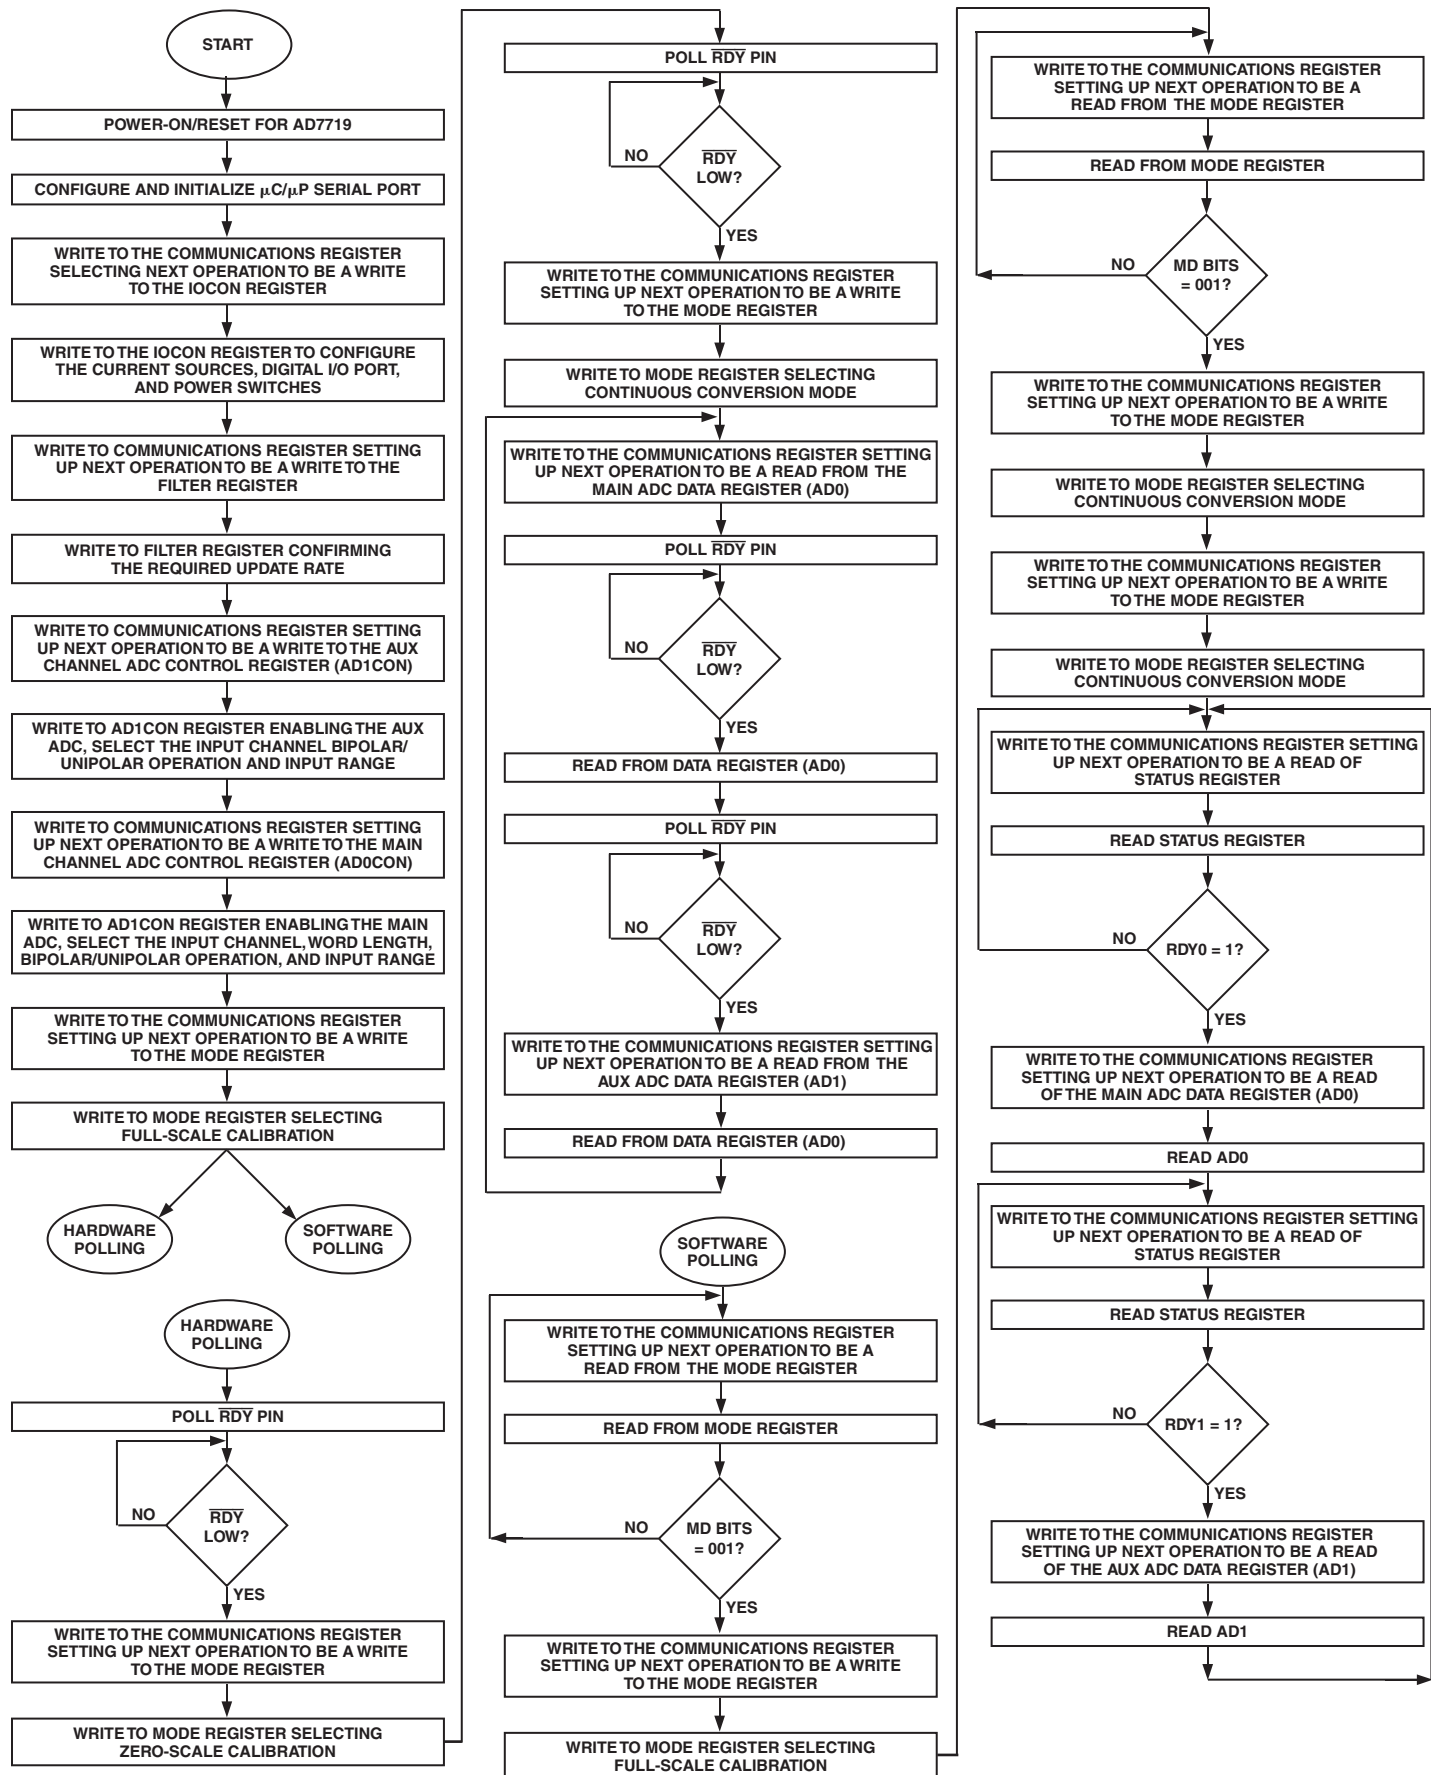 START
POWER-ON/RESET FOR AD7719
CONFIGURE AND INITIALIZE μC/μP SERIAL PORT
WRITE TO THE COMMUNICATIONS REGISTER
SELECTING NEXT OPERATION TO BE A WRITE
TO THE IOCON REGISTER
WRITE TO THE IOCON REGISTER TO CONFIGURE
THE CURRENT SOURCES, DIGITAL I/O PORT,
AND POWER SWITCHES
WRITE TO COMMUNICATIONS REGISTER SETTING
UP NEXT OPERATION TO BE A WRITE TO THE
FILTER REGISTER
WRITE TO FILTER REGISTER CONFIRMING
THE REQUIRED UPDATE RATE
WRITE TO COMMUNICATIONS REGISTER SETTING
UP NEXT OPERATION TO BE A WRITE TO THE AUX
CHANNEL ADC CONTROL REGISTER (AD1CON)
WRITE TO AD1CON REGISTER ENABLING THE AUX
ADC, SELECT THE INPUT CHANNEL BIPOLAR/
UNIPOLAR OPERATION AND INPUT RANGE
WRITE TO COMMUNICATIONS REGISTER SETTING
UP NEXT OPERATION TO BE A WRITE TO THE MAIN
CHANNEL ADC CONTROL REGISTER (AD0CON)
WRITE TO AD1CON REGISTER ENABLING THE MAIN
ADC, SELECT THE INPUT CHANNEL, WORD LENGTH,
BIPOLAR/UNIPOLAR OPERATION, AND INPUT RANGE
WRITE TO THE COMMUNICATIONS REGISTER
SETTING UP NEXT OPERATION TO BE A WRITE
TO THE MODE REGISTER
WRITE TO MODE REGISTER SELECTING
FULL-SCALE CALIBRATION
HARDWARE
POLLING
SOFTWARE
POLLING
HARDWARE
POLLING
POLL RDY PIN
NO
RDY
LOW?
YES
WRITE TO THE COMMUNICATIONS REGISTER
SETTING UP NEXT OPERATION TO BE A WRITE
TO THE MODE REGISTER
WRITE TO MODE REGISTER SELECTING
ZERO-SCALE CALIBRATION
POLL RDY PIN
NO
RDY
LOW?
YES
WRITE TO THE COMMUNICATIONS REGISTER
SETTING UP NEXT OPERATION TO BE A WRITE
TO THE MODE REGISTER
WRITE TO MODE REGISTER SELECTING
CONTINUOUS CONVERSION MODE
WRITE TO THE COMMUNICATIONS REGISTER SETTING
UP NEXT OPERATION TO BE A READ FROM THE
MAIN ADC DATA REGISTER (AD0)
POLL RDY PIN
NO
RDY
LOW?
YES
READ FROM DATA REGISTER (AD0)
POLL RDY PIN
NO
RDY
LOW?
YES
WRITE TO THE COMMUNICATIONS REGISTER SETTING
UP NEXT OPERATION TO BE A READ FROM THE
AUX ADC DATA REGISTER (AD1)
READ FROM DATA REGISTER (AD0)
SOFTWARE
POLLING
WRITE TO THE COMMUNICATIONS REGISTER
SETTING UP NEXT OPERATION TO BE A
READ FROM THE MODE REGISTER
READ FROM MODE REGISTER
NO
MD BITS
= 001?
YES
WRITE TO THE COMMUNICATIONS REGISTER
SETTING UP NEXT OPERATION TO BE A WRITE
TO THE MODE REGISTER
WRITE TO MODE REGISTER SELECTING
FULL-SCALE CALIBRATION
WRITE TO THE COMMUNICATIONS REGISTER
SETTING UP NEXT OPERATION TO BE A
READ FROM THE MODE REGISTER
READ FROM MODE REGISTER
NO
MD BITS
= 001?
YES
WRITE TO THE COMMUNICATIONS REGISTER
SETTING UP NEXT OPERATION TO BE A WRITE
TO THE MODE REGISTER
WRITE TO MODE REGISTER SELECTING
CONTINUOUS CONVERSION MODE
WRITE TO THE COMMUNICATIONS REGISTER
SETTING UP NEXT OPERATION TO BE A WRITE
TO THE MODE REGISTER
WRITE TO MODE REGISTER SELECTING
CONTINUOUS CONVERSION MODE
WRITE TO THE COMMUNICATIONS REGISTER SETTING
UP NEXT OPERATION TO BE A READ OF
STATUS REGISTER
READ STATUS REGISTER
NO
RDY0 = 1?
YES
WRITE TO THE COMMUNICATIONS REGISTER
SETTING UP NEXT OPERATION TO BE A READ
OF THE MAIN ADC DATA REGISTER (AD0)
READ AD0
WRITE TO THE COMMUNICATIONS REGISTER SETTING
UP NEXT OPERATION TO BE A READ OF
STATUS REGISTER
READ STATUS REGISTER
NO
RDY1 = 1?
YES
WRITE TO THE COMMUNICATIONS REGISTER
SETTING UP NEXT OPERATION TO BE A READ
OF THE AUX ADC DATA REGISTER (AD1)
READ AD1